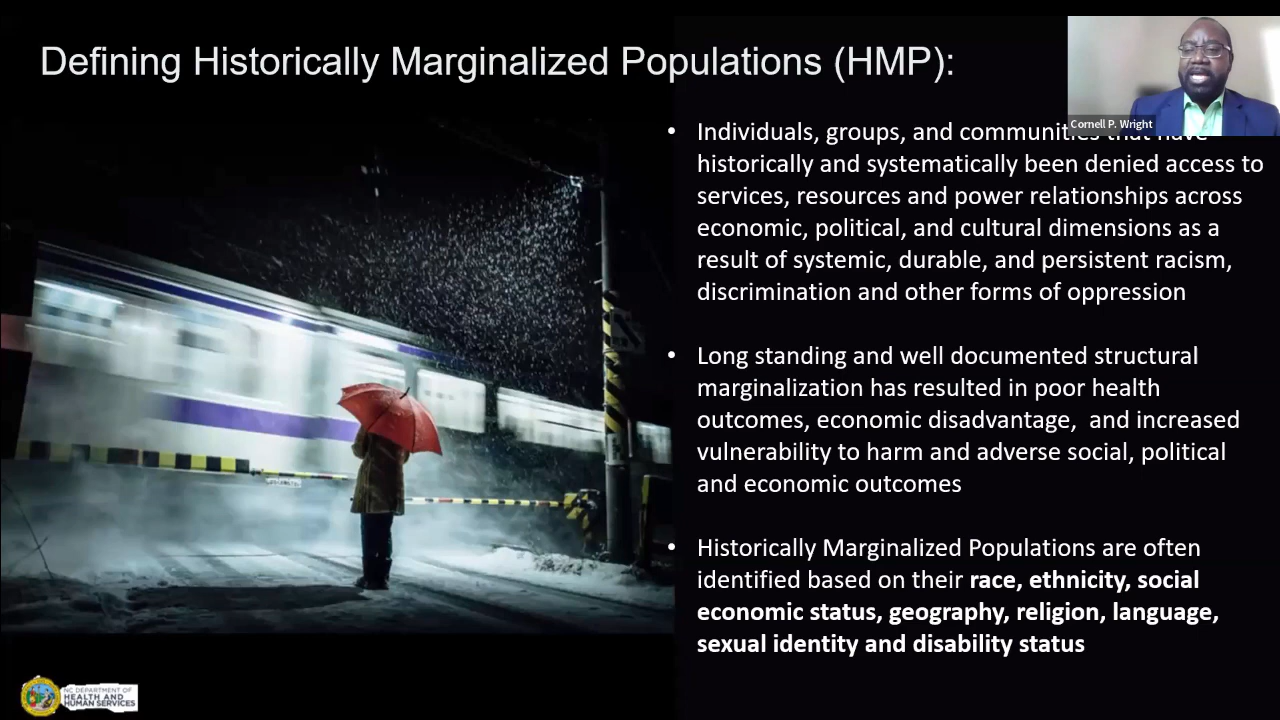 Defining Historically Marginalized Populations (HMP):
Cornell P. Wright
• Individuals, groups, and communities that have
historically and systematically been denied access to
services, resources and power relationships across
economic, political, and cultural dimensions as a
result of systemic, durable, and persistent racism,
discrimination and other forms of oppression
• Long standing and well documented structural
marginalization has resulted in poor health
outcomes, economic disadvantage,  and increased
vulnerability to harm and adverse social, political
and economic outcomes
• Historically Marginalized Populations are often
identified based on their race, ethnicity, social
economic status, geography, religion, language,
sexual identity and disability status
NC DEPARTMENT OF
HEALTH AND
HUMAN SERVICES